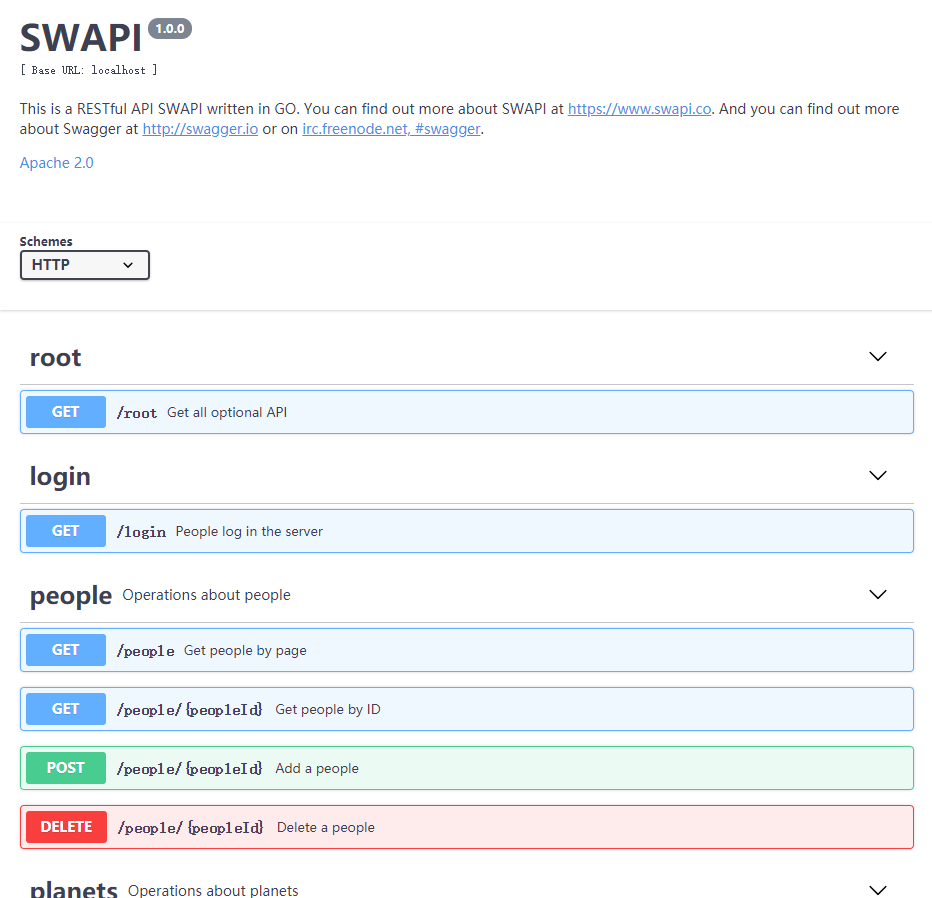 SWAPI 1.0.0
[ Base URL: localhost ]
This is a RESTful API SWAPI written in GO. You can find out more about SWAPI at https://www.swapi.co. And you can find out more
about Swagger at http://swagger.io or on irc.freenode.net, #swagger.
Apache 2.0
Schemes
HTTP
root
GET /root Get all optional API
login
GET /login People log in the server
people Operations about people
GET /people Get people by page
GET /people/{peopleId} Get people by ID
POST /people/{peopleId} Add a people
DELETE /people/{peopleId} Delete a people
planets Operations about planets